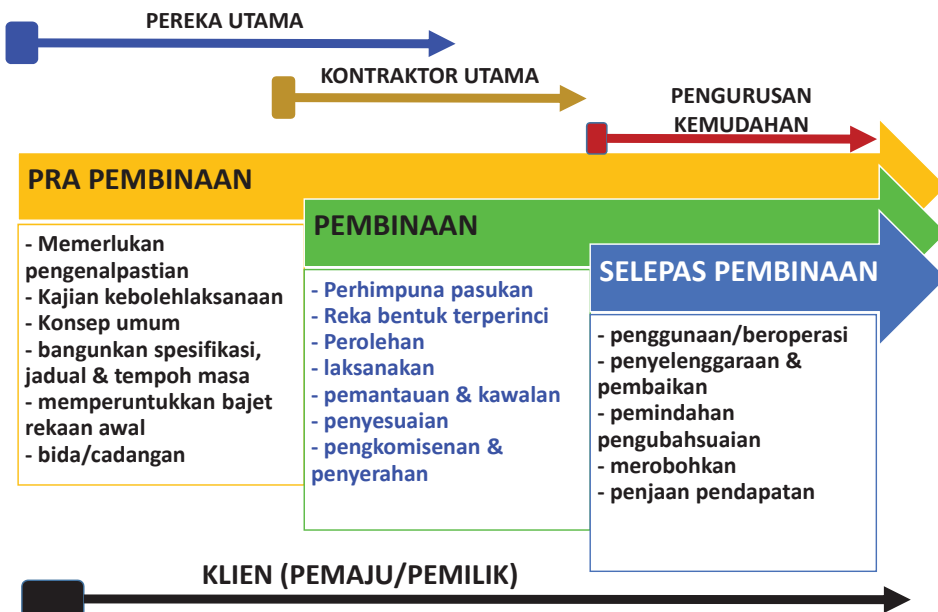 PEREKA UTAMA
KONTRAKTOR UTAMA
PENGURUSAN
KEMUDAHAN
PRA PEMBINAAN
- Memerlukan
pengenalpastian
- Kajian kebolehlaksanaan
- Konsep umum
- bangunkan spesifikasi,
jadual & tempoh masa
- memperuntukkan bajet
rekaan awal
- bida/cadangan
PEMBINAAN
- Perhimpuna pasukan
- Reka bentuk terperinci
- Perolehan
- laksanakan
- pemantauan & kawalan
- penyesuaian
- pengkomisenan &
penyerahan
SELEPAS PEMBINAAN
- penggunaan/beroperasi
- penyelenggaraan &
pembaikan
- pemindahan
pengubahsuaian
- merobohkan
- penjaan pendapatan
KLIEN (PEMAJU/PEMILIK)